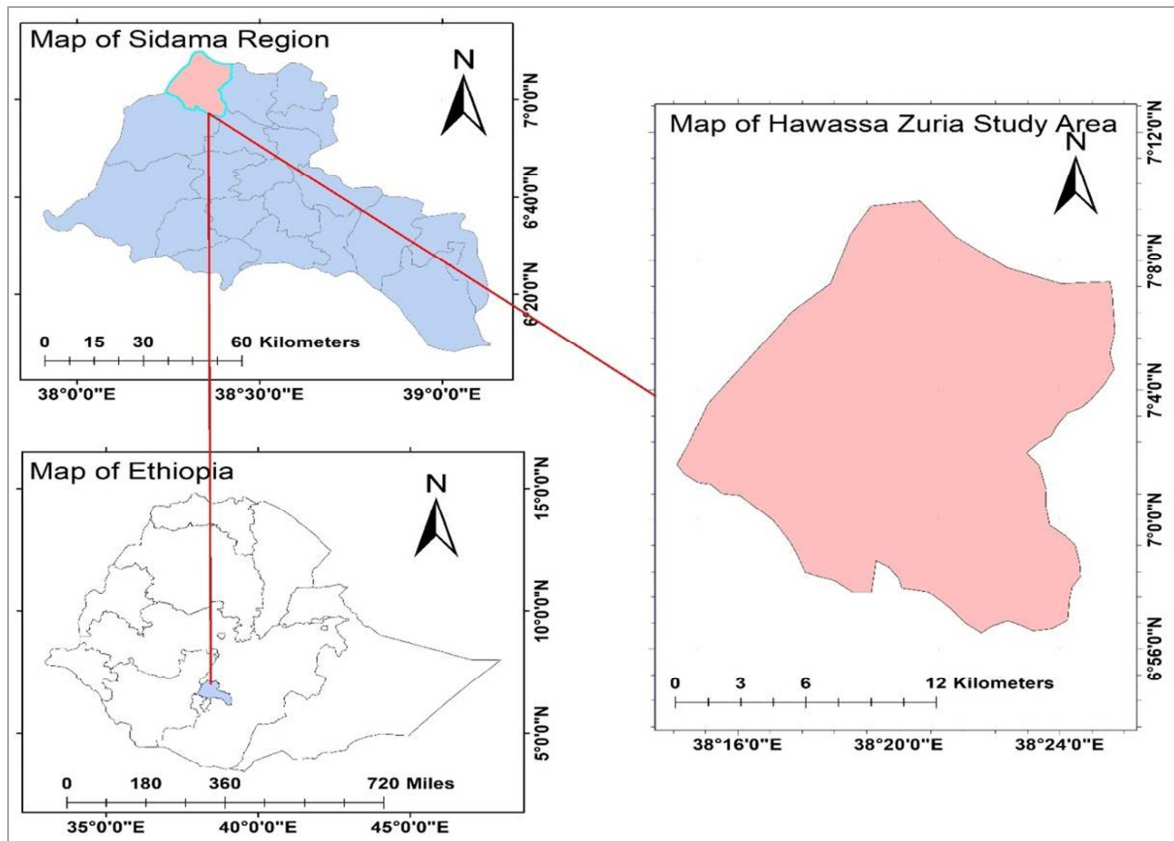 Map of Sidama Region
N
7°0'0"N
6°40'0"N
6°20'0"N
0 15 30 60 Kilometers
38°0'0"E 38°30'0"E 39°0'0"E
Map of Ethiopia
N
15°0'0"N
10°0'0"N
5°0'0"N
0 180 360 720 Miles
35°0'0"E 40°0'0"E 45°0'0"E
Map of Hawassa Zuria Study Area
N
7°12'0"N
7°8'0"N
7°4'0"N
7°0'0"N
6°56'0"N
0 3 6 12 Kilometers
38°16'0"E 38°20'0"E 38°24'0"E